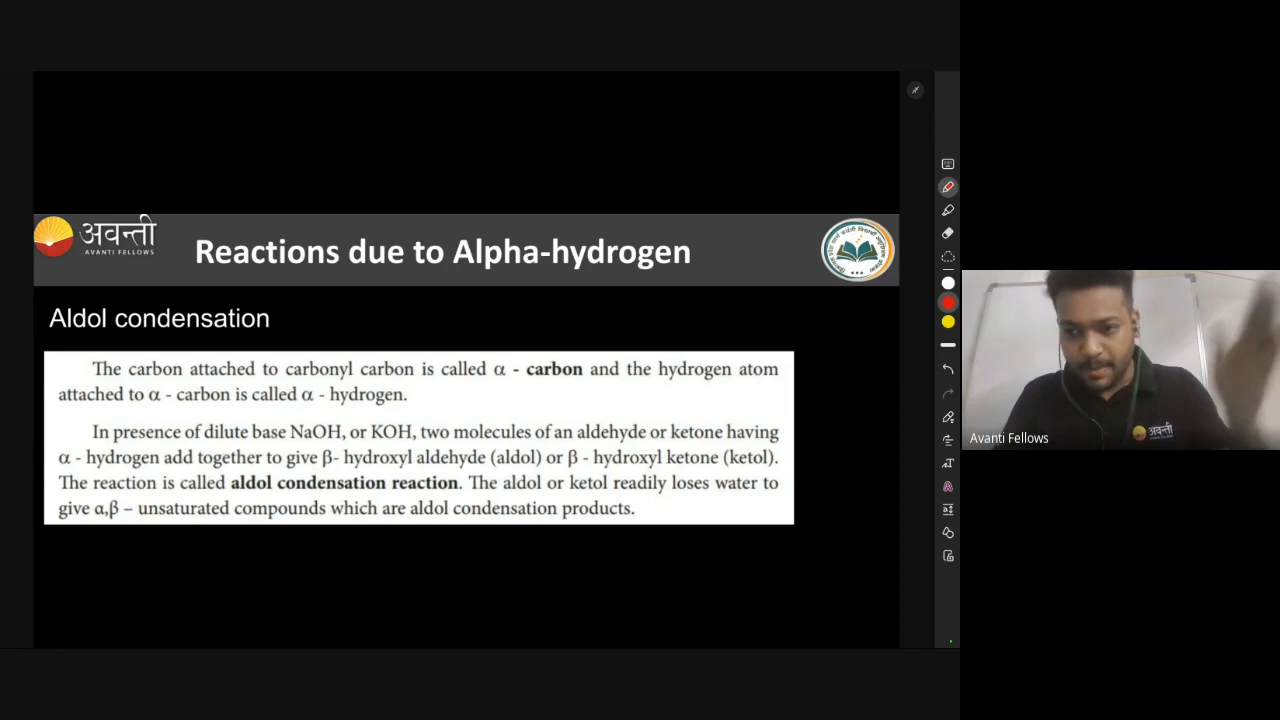 अवन्ती
AVANTI FELLOWS
Reactions due to Alpha-hydrogen
Aldol condensation
The carbon attached to carbonyl carbon is called α - carbon and the hydrogen atom
attached to α - carbon is called α - hydrogen.
In presence of dilute base NaOH, or KOH, two molecules of an aldehyde or ketone having
α - hydrogen add together to give β- hydroxyl aldehyde (aldol) or β - hydroxyl ketone (ketol).
The reaction is called aldol condensation reaction. The aldol or ketol readily loses water to
give α,β – unsaturated compounds which are aldol condensation products.
अवन्ती
Avanti Fellows